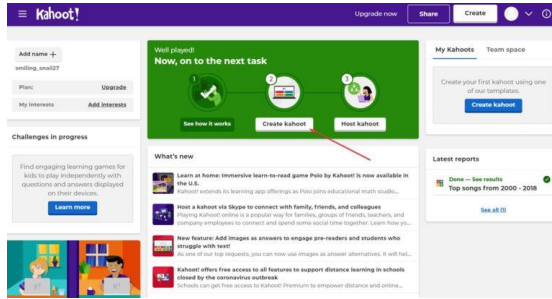 Kahoot!
Upgrade now
Share
Create
Add name +
smiling_snail27
Plan:
Upgrade
My interests
Add interests
Challenges in progress
Find engaging learning games for
kids to play independently with
questions and answers displayed
on their devices.
Learn more
Well played!
Now, on to the next task
1
2
3
See how it works
Create kahoot
Host kahoot
What's new
Learn at home: Immersive learn-to-read game Polo by Kahoot! is now available in
the U.S.
Kahoot! extends its learning app offerings as Polo joins educational math studio...
Host a kahoot via Skype to connect with family, friends, and colleagues
Playing Kahoot! online is a popular way for families, groups of friends, teachers, and
company employees to connect and spend some social time together. Learn how yo...
New feature: Add images as answers to engage pre-readers and students who
struggle with text!
As one of our top requests, you can now use images as answer alternatives. It will hel...
Kahoot! offers free access to all features to support distance learning in schools
closed by the coronavirus outbreak
Schools can get free access to Kahoot! Premium to empower distance and online...
My Kahoots
Team space
Create your first kahoot using one
of our templates.
Create kahoot
Latest reports
Done — See results
Top songs from 2000 - 2018
See all (1)